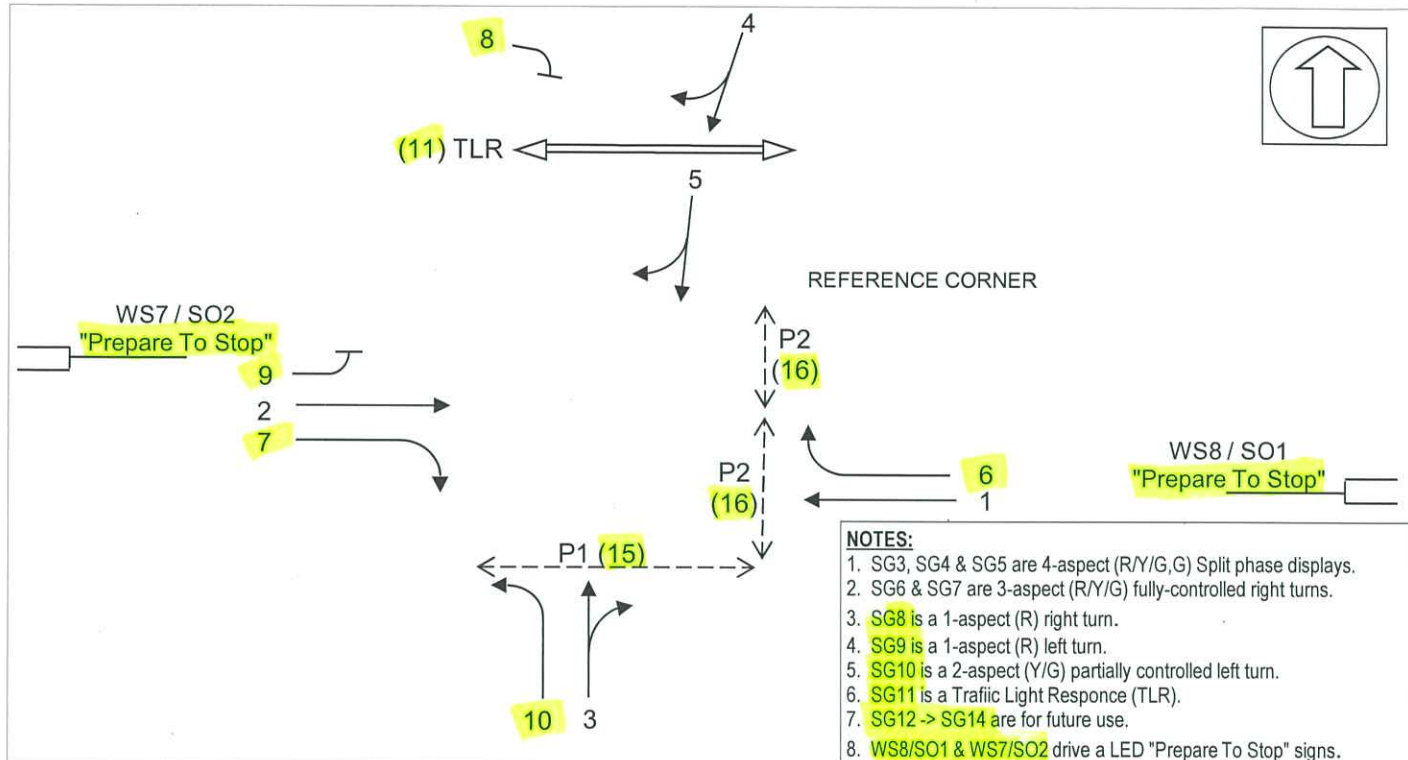 8
4
(11) TLR
5
REFERENCE CORNER
WS7 / SO2
"Prepare To Stop"
9
2
7
P2
(16)
P2
(16)
6
1
WS8 / SO1
"Prepare To Stop"
P1 (15)
10
3
NOTES:
1. SG3, SG4 & SG5 are 4-aspect (R/Y/G,G) Split phase displays.
2. SG6 & SG7 are 3-aspect (R/Y/G) fully-controlled right turns.
3. SG8 is a 1-aspect (R) right turn.
4. SG9 is a 1-aspect (R) left turn.
5. SG10 is a 2-aspect (Y/G) partially controlled left turn.
6. SG11 is a Trafiic Light Responce (TLR).
7. SG12 -> SG14 are for future use.
8. WS8/SO1 & WS7/SO2 drive a LED "Prepare To Stop" signs.